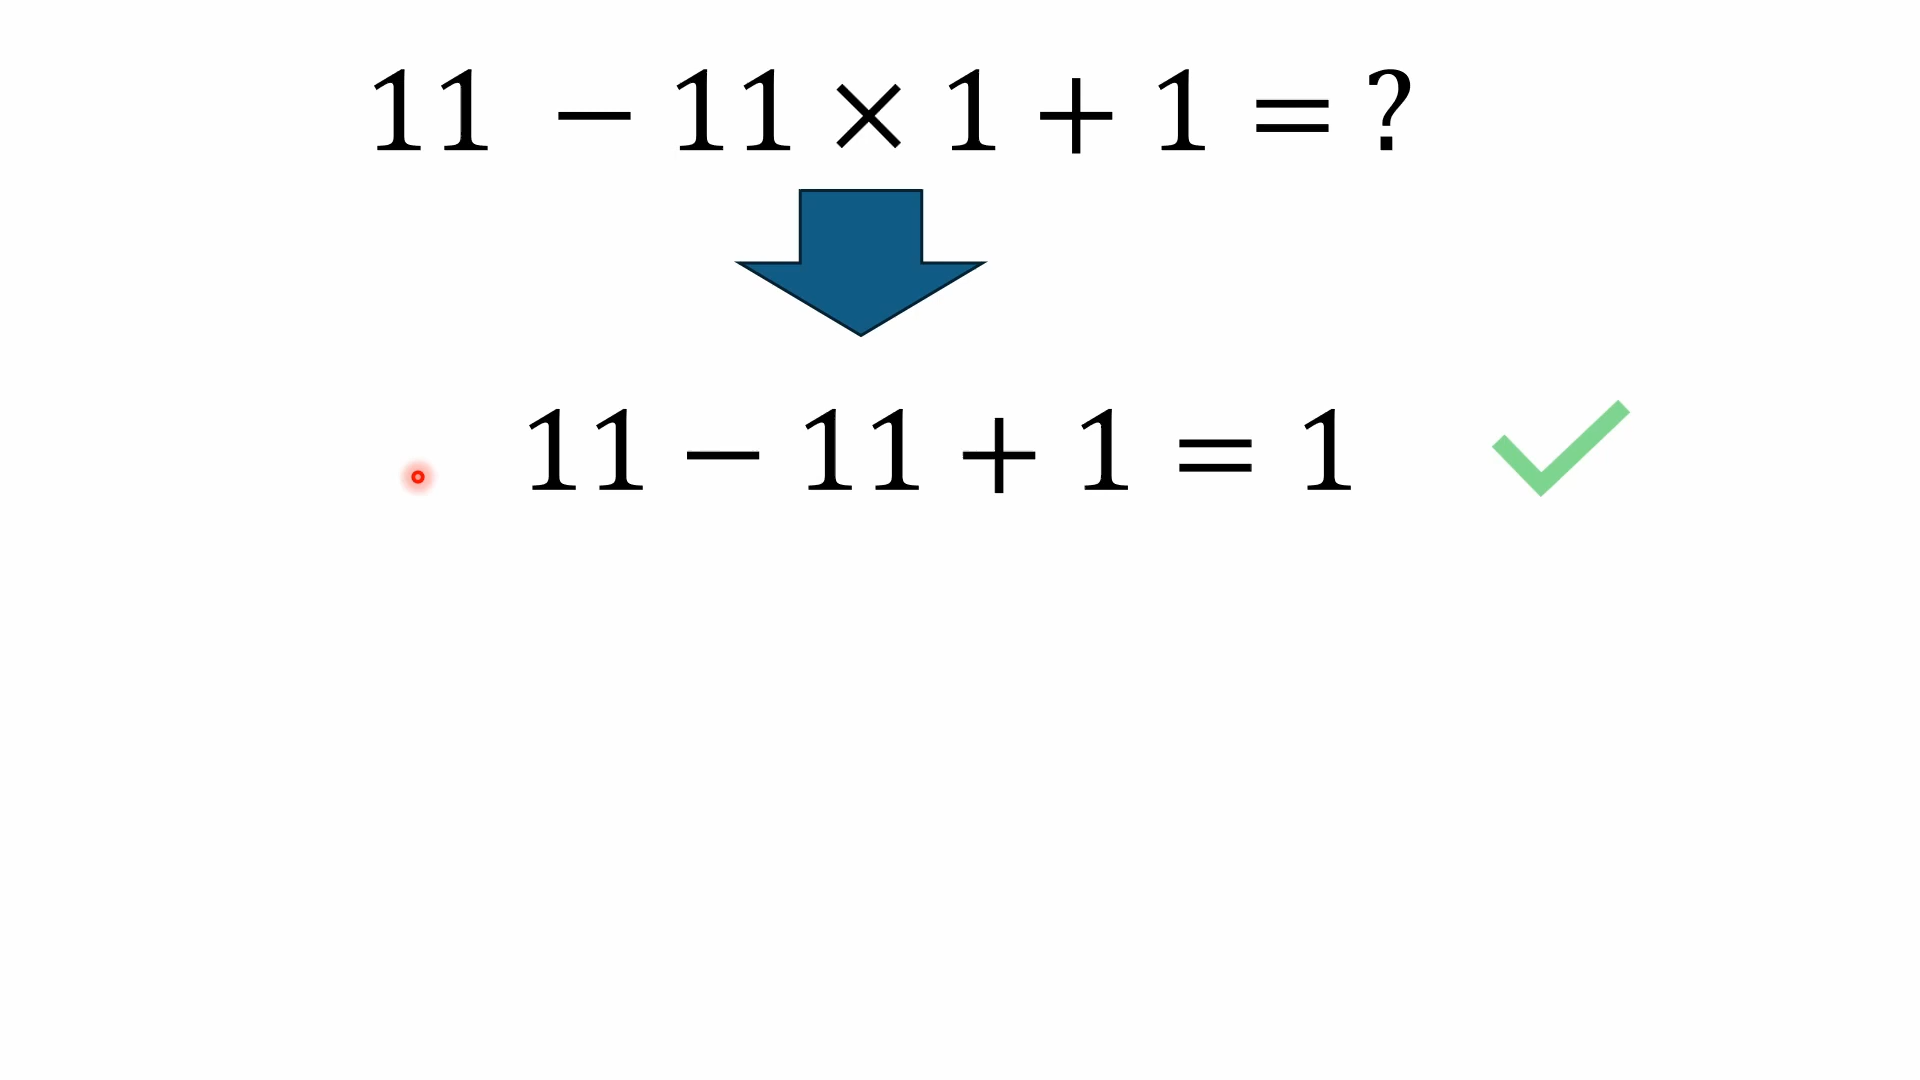 11 − 11 × 1 + 1 = ?
11 − 11 + 1 = 1